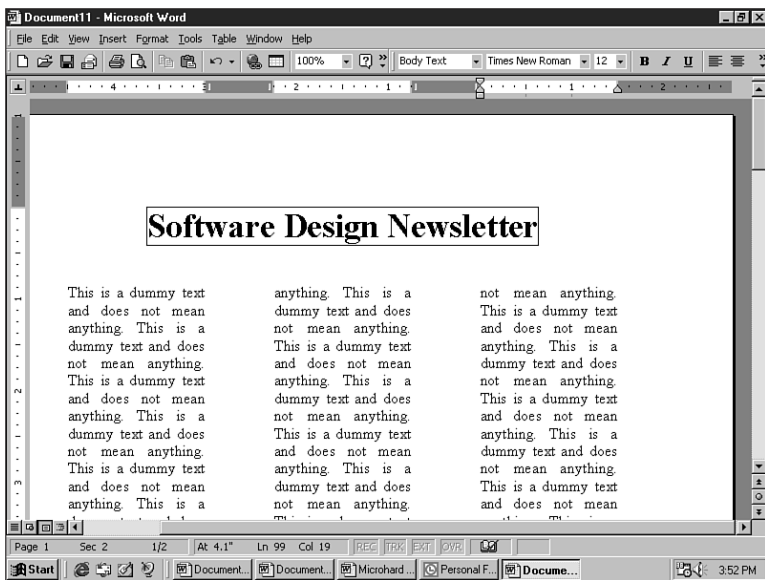 Document11 - Microsoft Word
File Edit View Insert Format Tools Table Window Help
100% Body Text Times New Roman 12 B I U
4 3 2 1 1 2
Software Design Newsletter
This is a dummy text
and does not mean
anything. This is a
dummy text and does
not mean anything.
This is a dummy text
and does not mean
anything. This is a
dummy text and does
not mean anything.
This is a dummy text
and does not mean
anything. This is a
anything. This is a
dummy text and does
not mean anything.
This is a dummy text
and does not mean
anything. This is a
dummy text and does
not mean anything.
This is a dummy text
and does not mean
anything. This is a
dummy text and does
not mean anything.
not mean anything.
This is a dummy text
and does not mean
anything. This is a
dummy text and does
not mean anything.
This is a dummy text
and does not mean
anything. This is a
dummy text and does
not mean anything.
This is a dummy text
and does not mean
1
2
3
Page 1 Sec 2 1/2 At 4.1" Ln 99 Col 19 REC TRK EXT OVR
Start Document... Document... Microhard ... Personal F... Docume... 3:52 PM